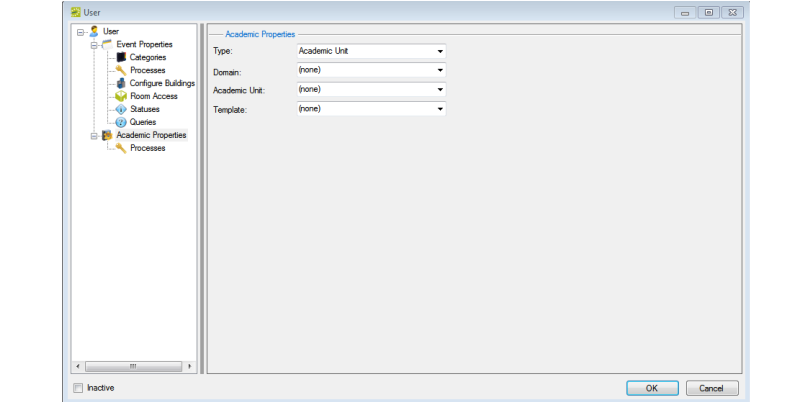 User
User
Event Properties
Categories
Processes
Configure Buildings
Room Access
Statuses
Queries
Academic Properties
Processes
Academic Properties
Type: Academic Unit
Domain: (none)
Academic Unit: (none)
Template: (none)
Inactive
OK Cancel